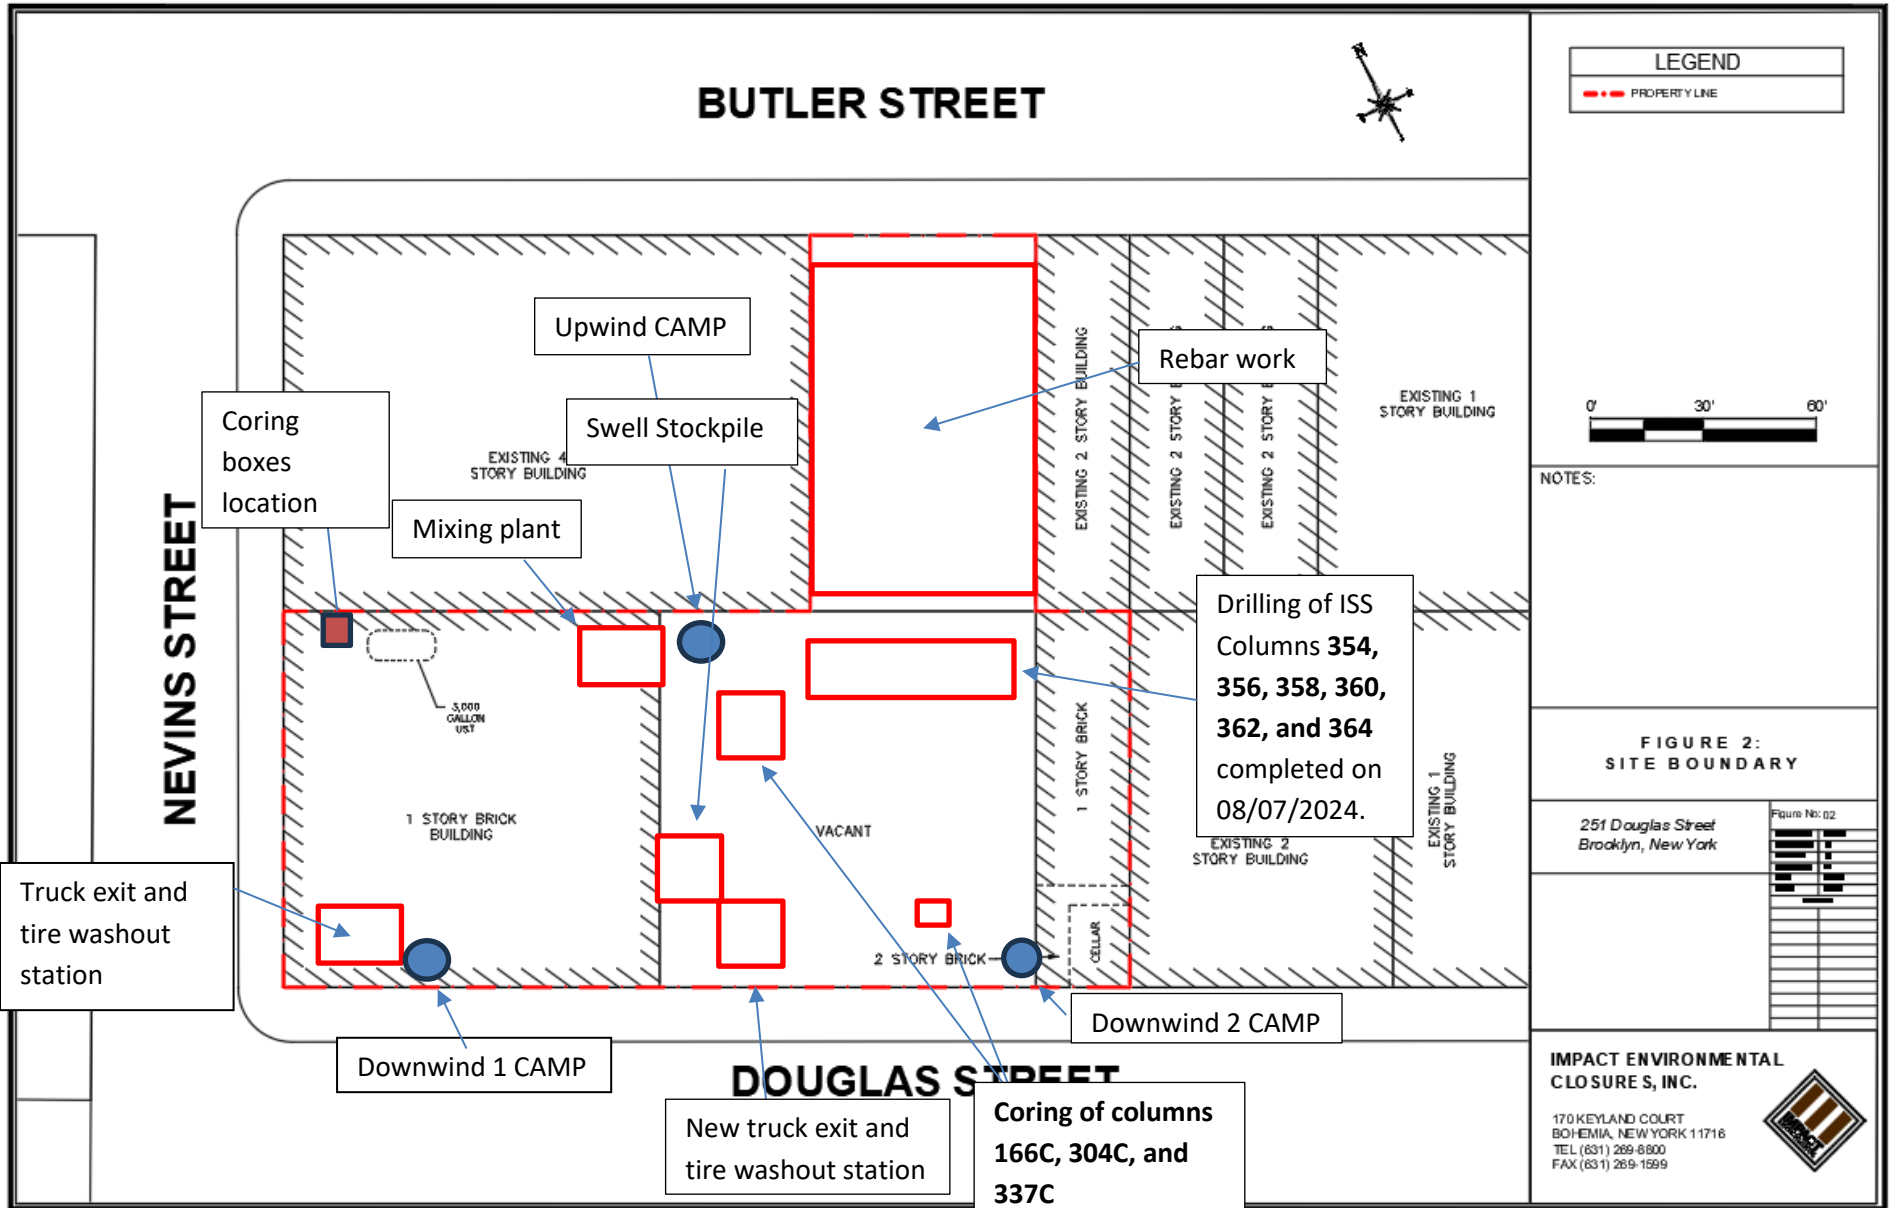 BUTLER STREET
N
LEGEND
PROPERTY LINE
Upwind CAMP
Rebar work
Swell Stockpile
Coring
boxes
location
EXISTING 4
STORY BUILDING
Mixing plant
EXISTING 2 STORY BUILDING
EXISTING 2 STORY
EXISTING 2 STORY
EXISTING 1
STORY BUILDING
0' 30' 60'
NOTES:
NEVINS STREET
Drilling of ISS
Columns 354,
356, 358, 360,
362, and 364
completed on
08/07/2024.
GALLON
UST
1 STORY BRICK
BUILDING
VACANT
1 STORY BRICK
EXISTING 2
STORY BUILDING
EXISTING 1
STORY BUILDING
FIGURE 2:
SITE BOUNDARY
251 Douglas Street
Brooklyn, New York
Figure No: 02
Truck exit and
tire washout
station
2 STORY BRICK
CELLAR
Downwind 1 CAMP
Downwind 2 CAMP
DOUGLAS STREET
New truck exit and
tire washout station
Coring of columns
166C, 304C, and
337C
IMPACT ENVIRONMENTAL
CLOSURES, INC.
170 KEYLAND COURT
BOHEMIA, NEW YORK 11716
TEL (631) 269-8800
FAX (631) 269-1599